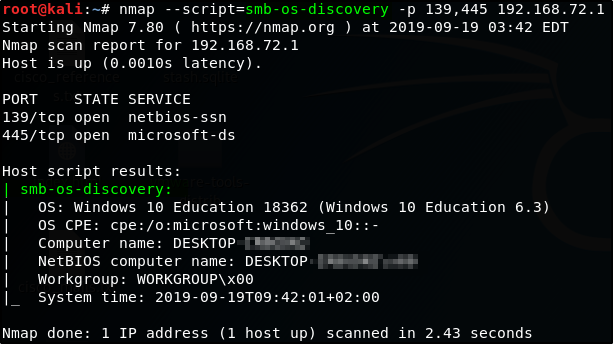 root@kali:~# nmap --script=smb-os-discovery -p 139,445 192.168.72.1
Starting Nmap 7.80 ( https://nmap.org ) at 2019-09-19 03:42 EDT
Nmap scan report for 192.168.72.1
Host is up (0.0010s latency).
PORT    STATE SERVICE
139/tcp open  netbios-ssn
445/tcp open  microsoft-ds
Host script results:
| smb-os-discovery:
|   OS: Windows 10 Education 18362 (Windows 10 Education 6.3)
|   OS CPE: cpe:/o:microsoft:windows_10::-
|   Computer name: DESKTOP-
|   NetBIOS computer name: DESKTOP-
|   Workgroup: WORKGROUP\x00
|_  System time: 2019-09-19T09:42:01+02:00
Nmap done: 1 IP address (1 host up) scanned in 2.43 seconds